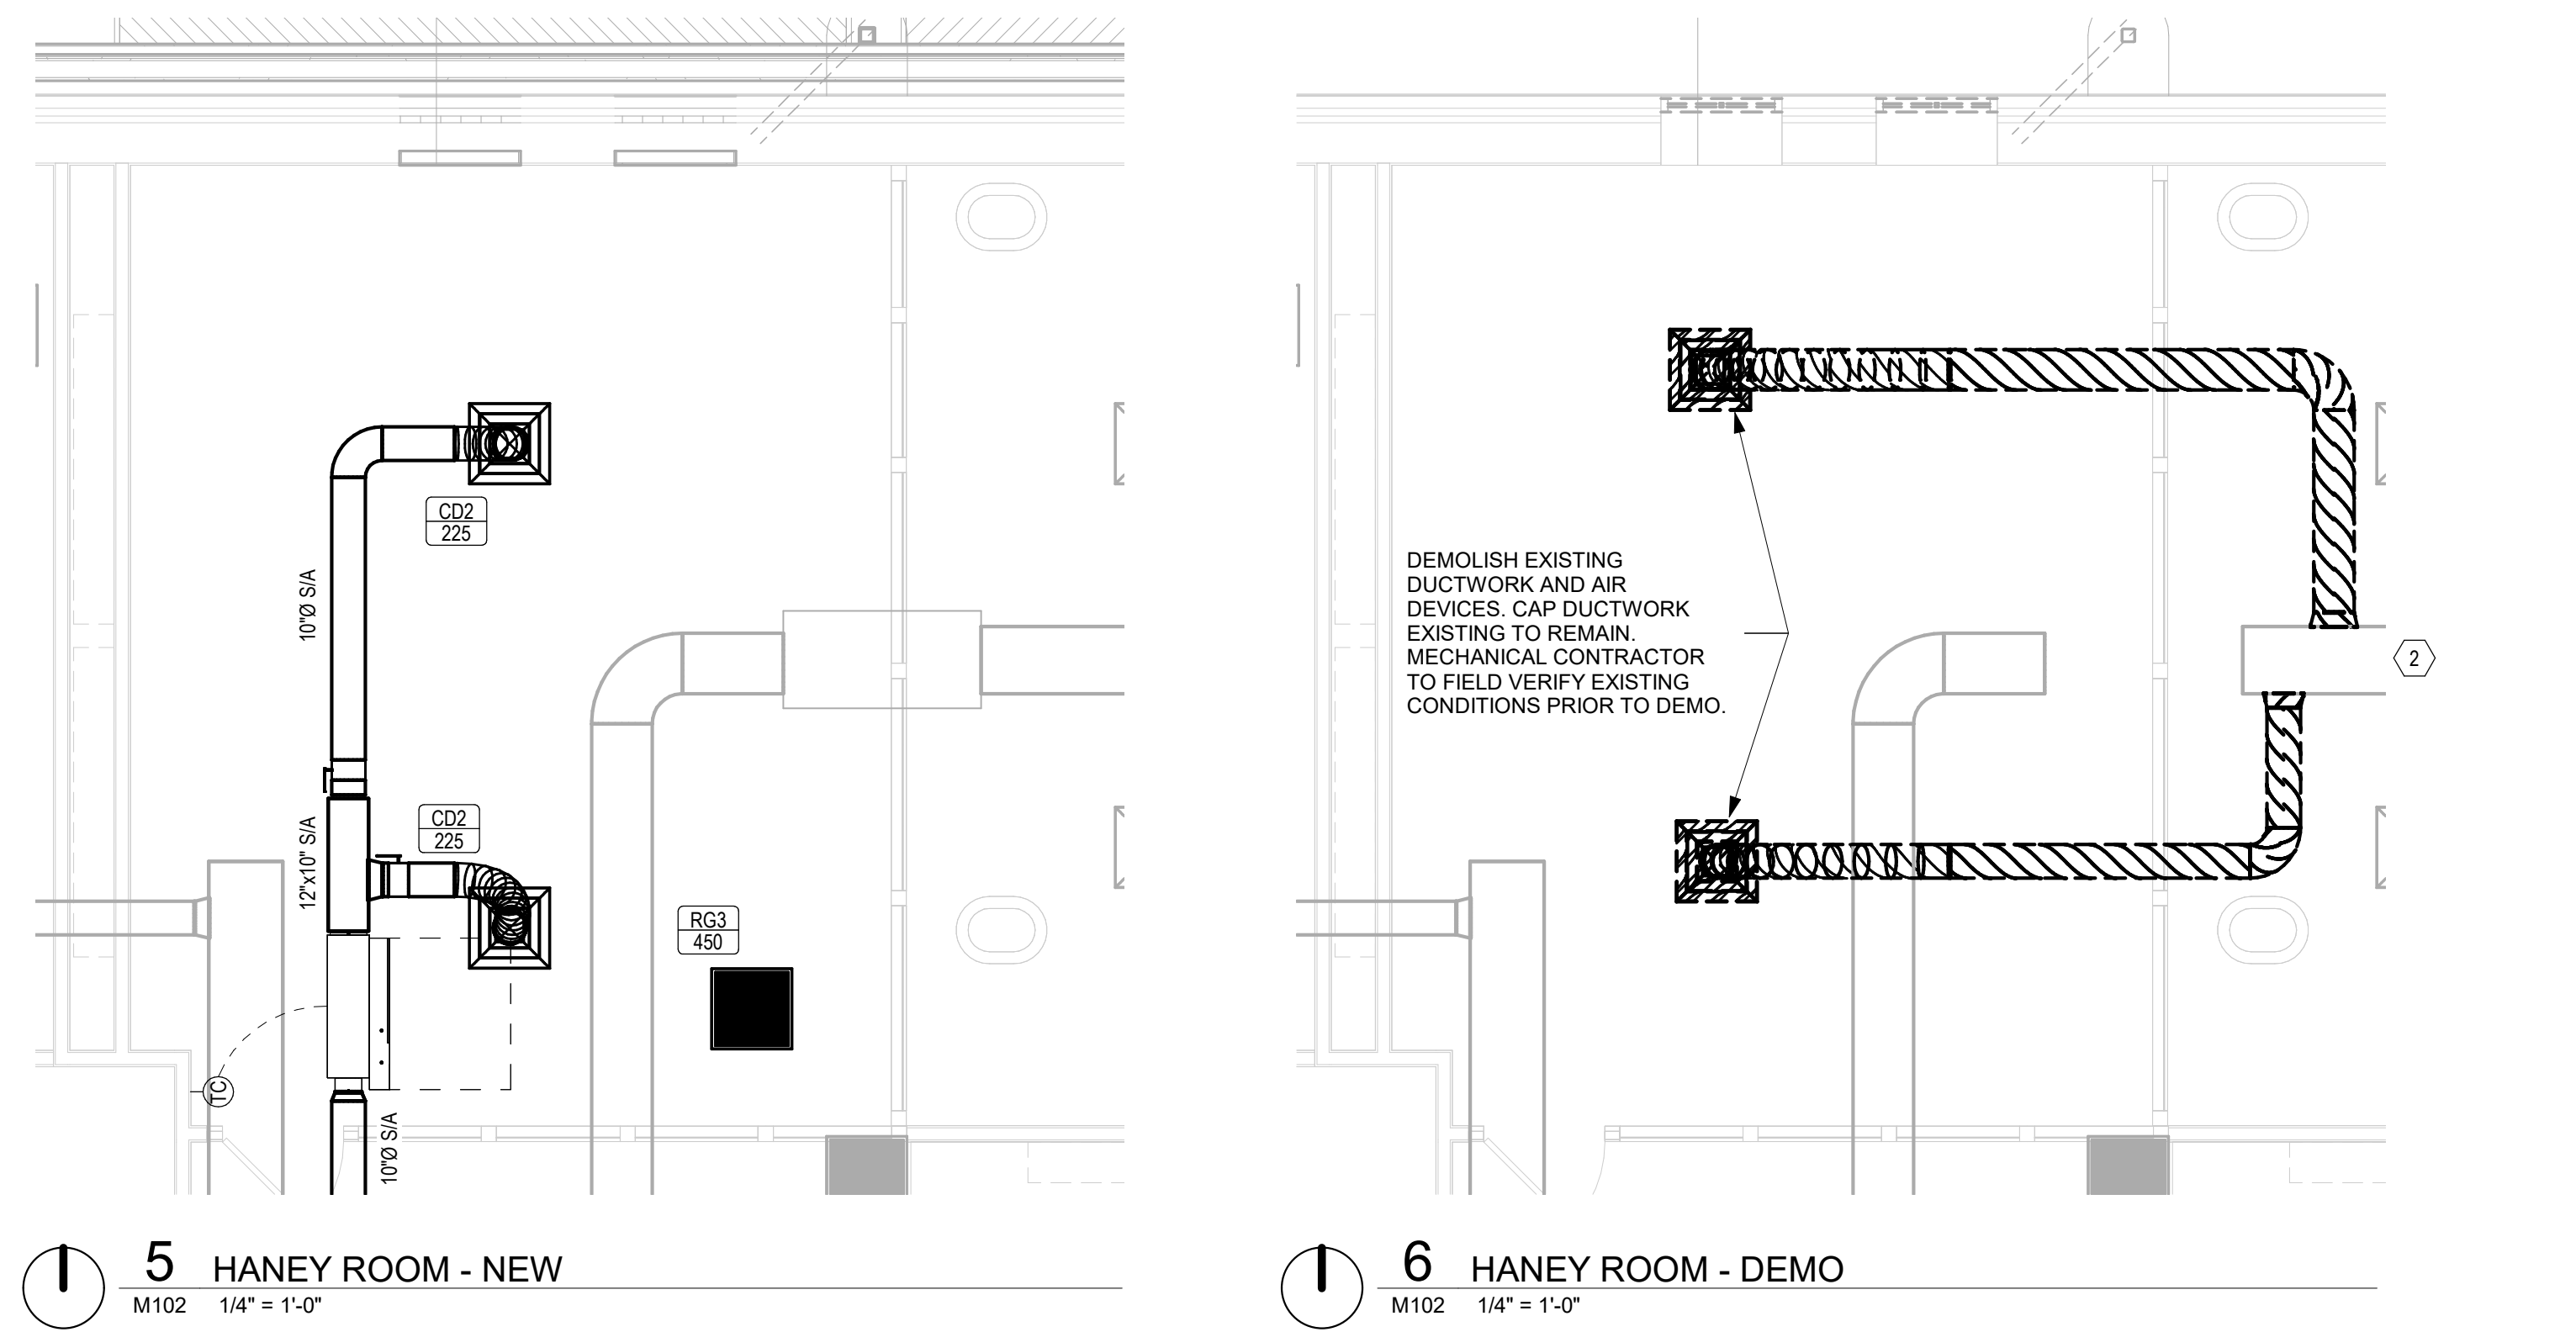 CD2
225
10"Ø S/A
12"x10" S/A
CD2
225
RG3
450
TC
10"Ø S/A
5 HANEY ROOM - NEW
M102 1/4" = 1'-0"
DEMOLISH EXISTING
DUCTWORK AND AIR
DEVICES. CAP DUCTWORK
EXISTING TO REMAIN.
MECHANICAL CONTRACTOR
TO FIELD VERIFY EXISTING
CONDITIONS PRIOR TO DEMO.
2
6 HANEY ROOM - DEMO
M102 1/4" = 1'-0"